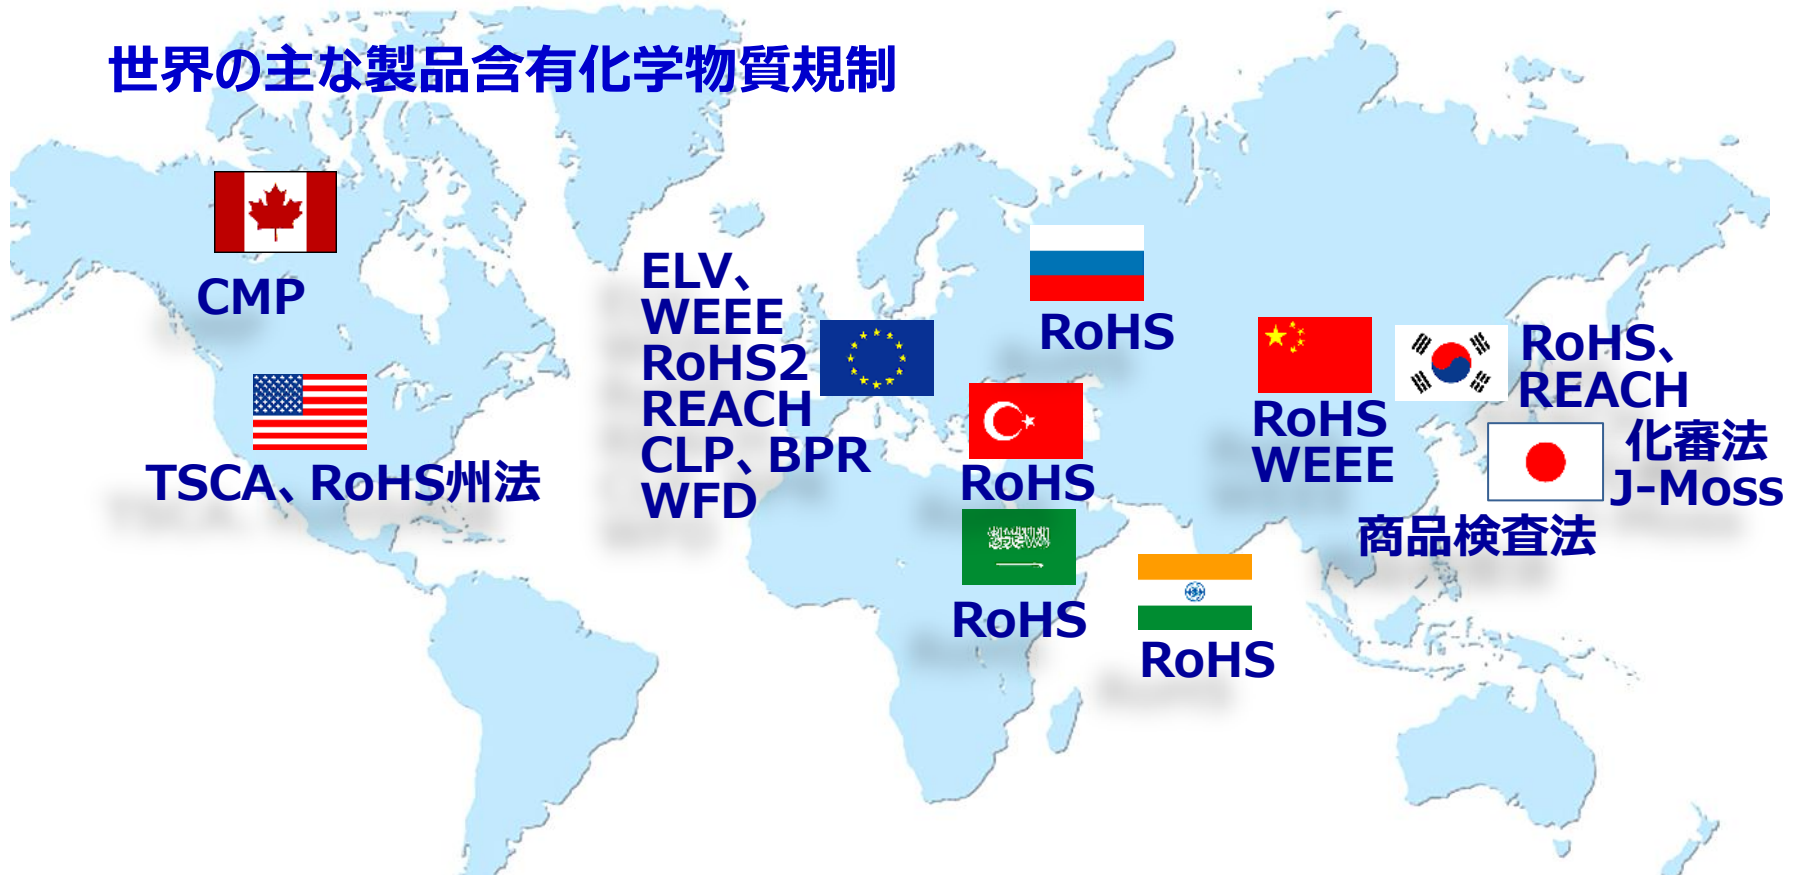 世界の主な製品含有化学物質規制
CMP
TSCA、RoHS州法
ELV、
WEEE
RoHS2
REACH
CLP、BPR
WFD
RoHS
RoHS
RoHS
RoHS
RoHS
WEEE
RoHS、
REACH
化審法
J-Moss
商品検査法